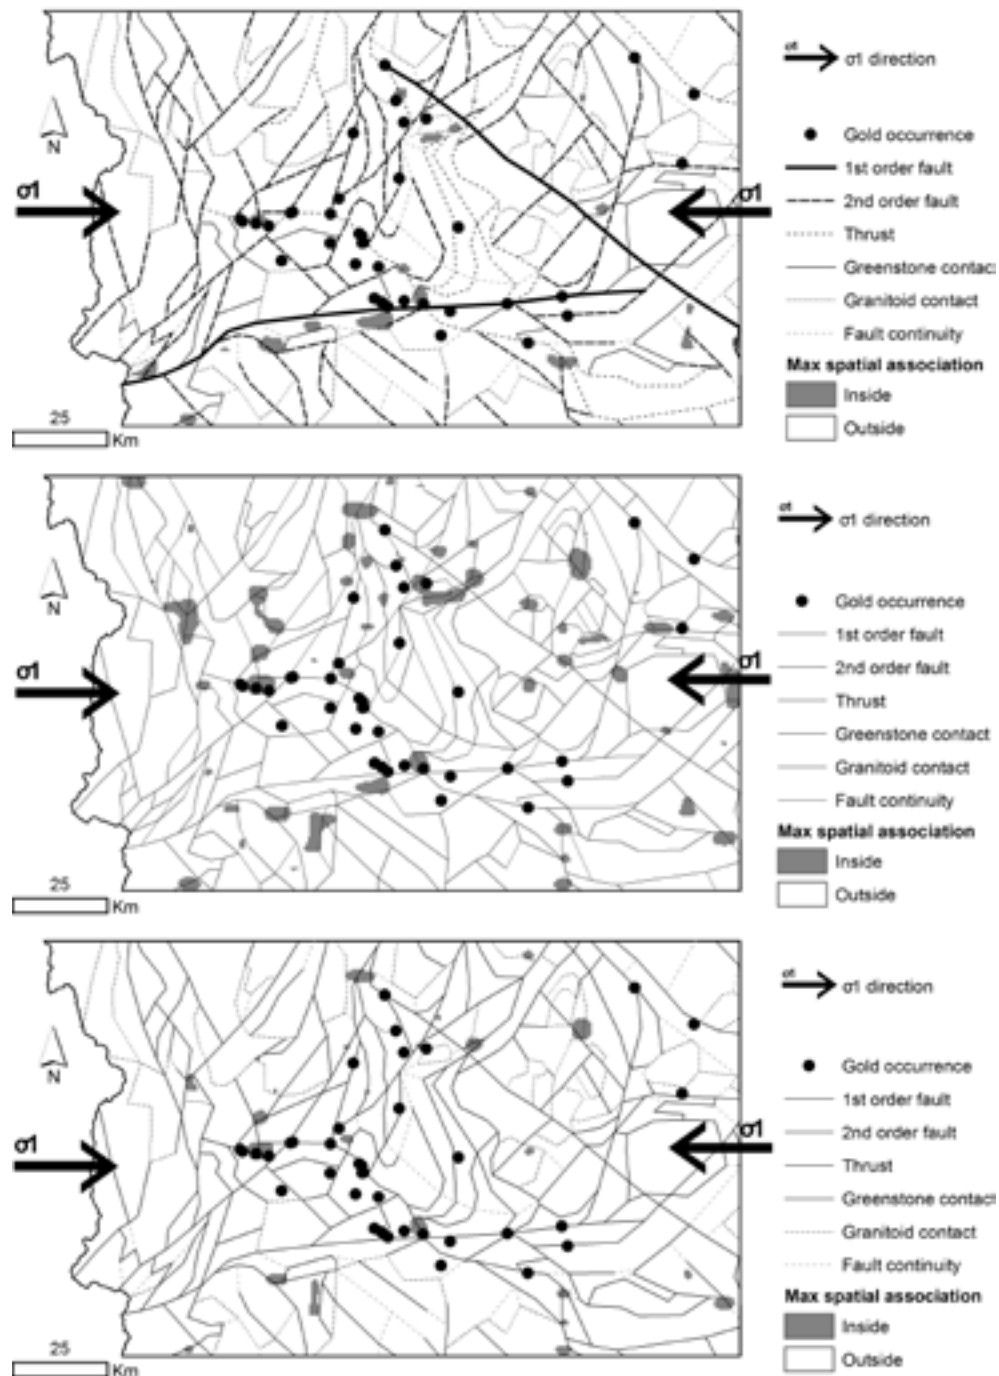 N
σ1
σ1
25
Km
σ1
σ1 direction
Gold occurrence
1st order fault
2nd order fault
Thrust
Greenstone contact
Granitoid contact
Fault continuity
Max spatial association
Inside
Outside
N
σ1
σ1
25
Km
σ1
σ1 direction
Gold occurrence
1st order fault
2nd order fault
Thrust
Greenstone contact
Granitoid contact
Fault continuity
Max spatial association
Inside
Outside
N
σ1
σ1
25
Km
σ1
σ1 direction
Gold occurrence
1st order fault
2nd order fault
Thrust
Greenstone contact
Granitoid contact
Fault continuity
Max spatial association
Inside
Outside